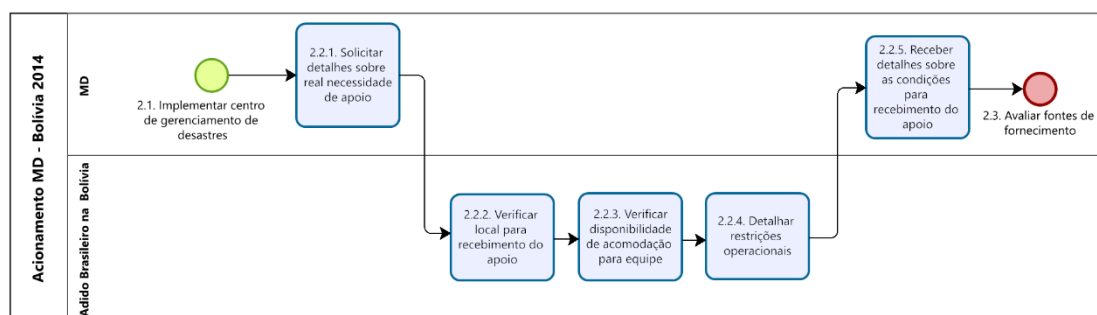 Acionamento MD - Bolívia 2014
MD
2.1. Implementar centro
de gerenciamento de
desastres
2.2.1. Solicitar
detalhes sobre
real necessidade
de apoio
2.2.5. Receber
detalhes sobre
as condições
para
recebimento do
apoio
2.3. Avaliar fontes de
fornecimento
Adido Brasileiro na Bolívia
2.2.2. Verificar
local para
recebimento do
apoio
2.2.3. Verificar
disponibilidade
de acomodação
para equipe
2.2.4. Detalhar
restrições
operacionais